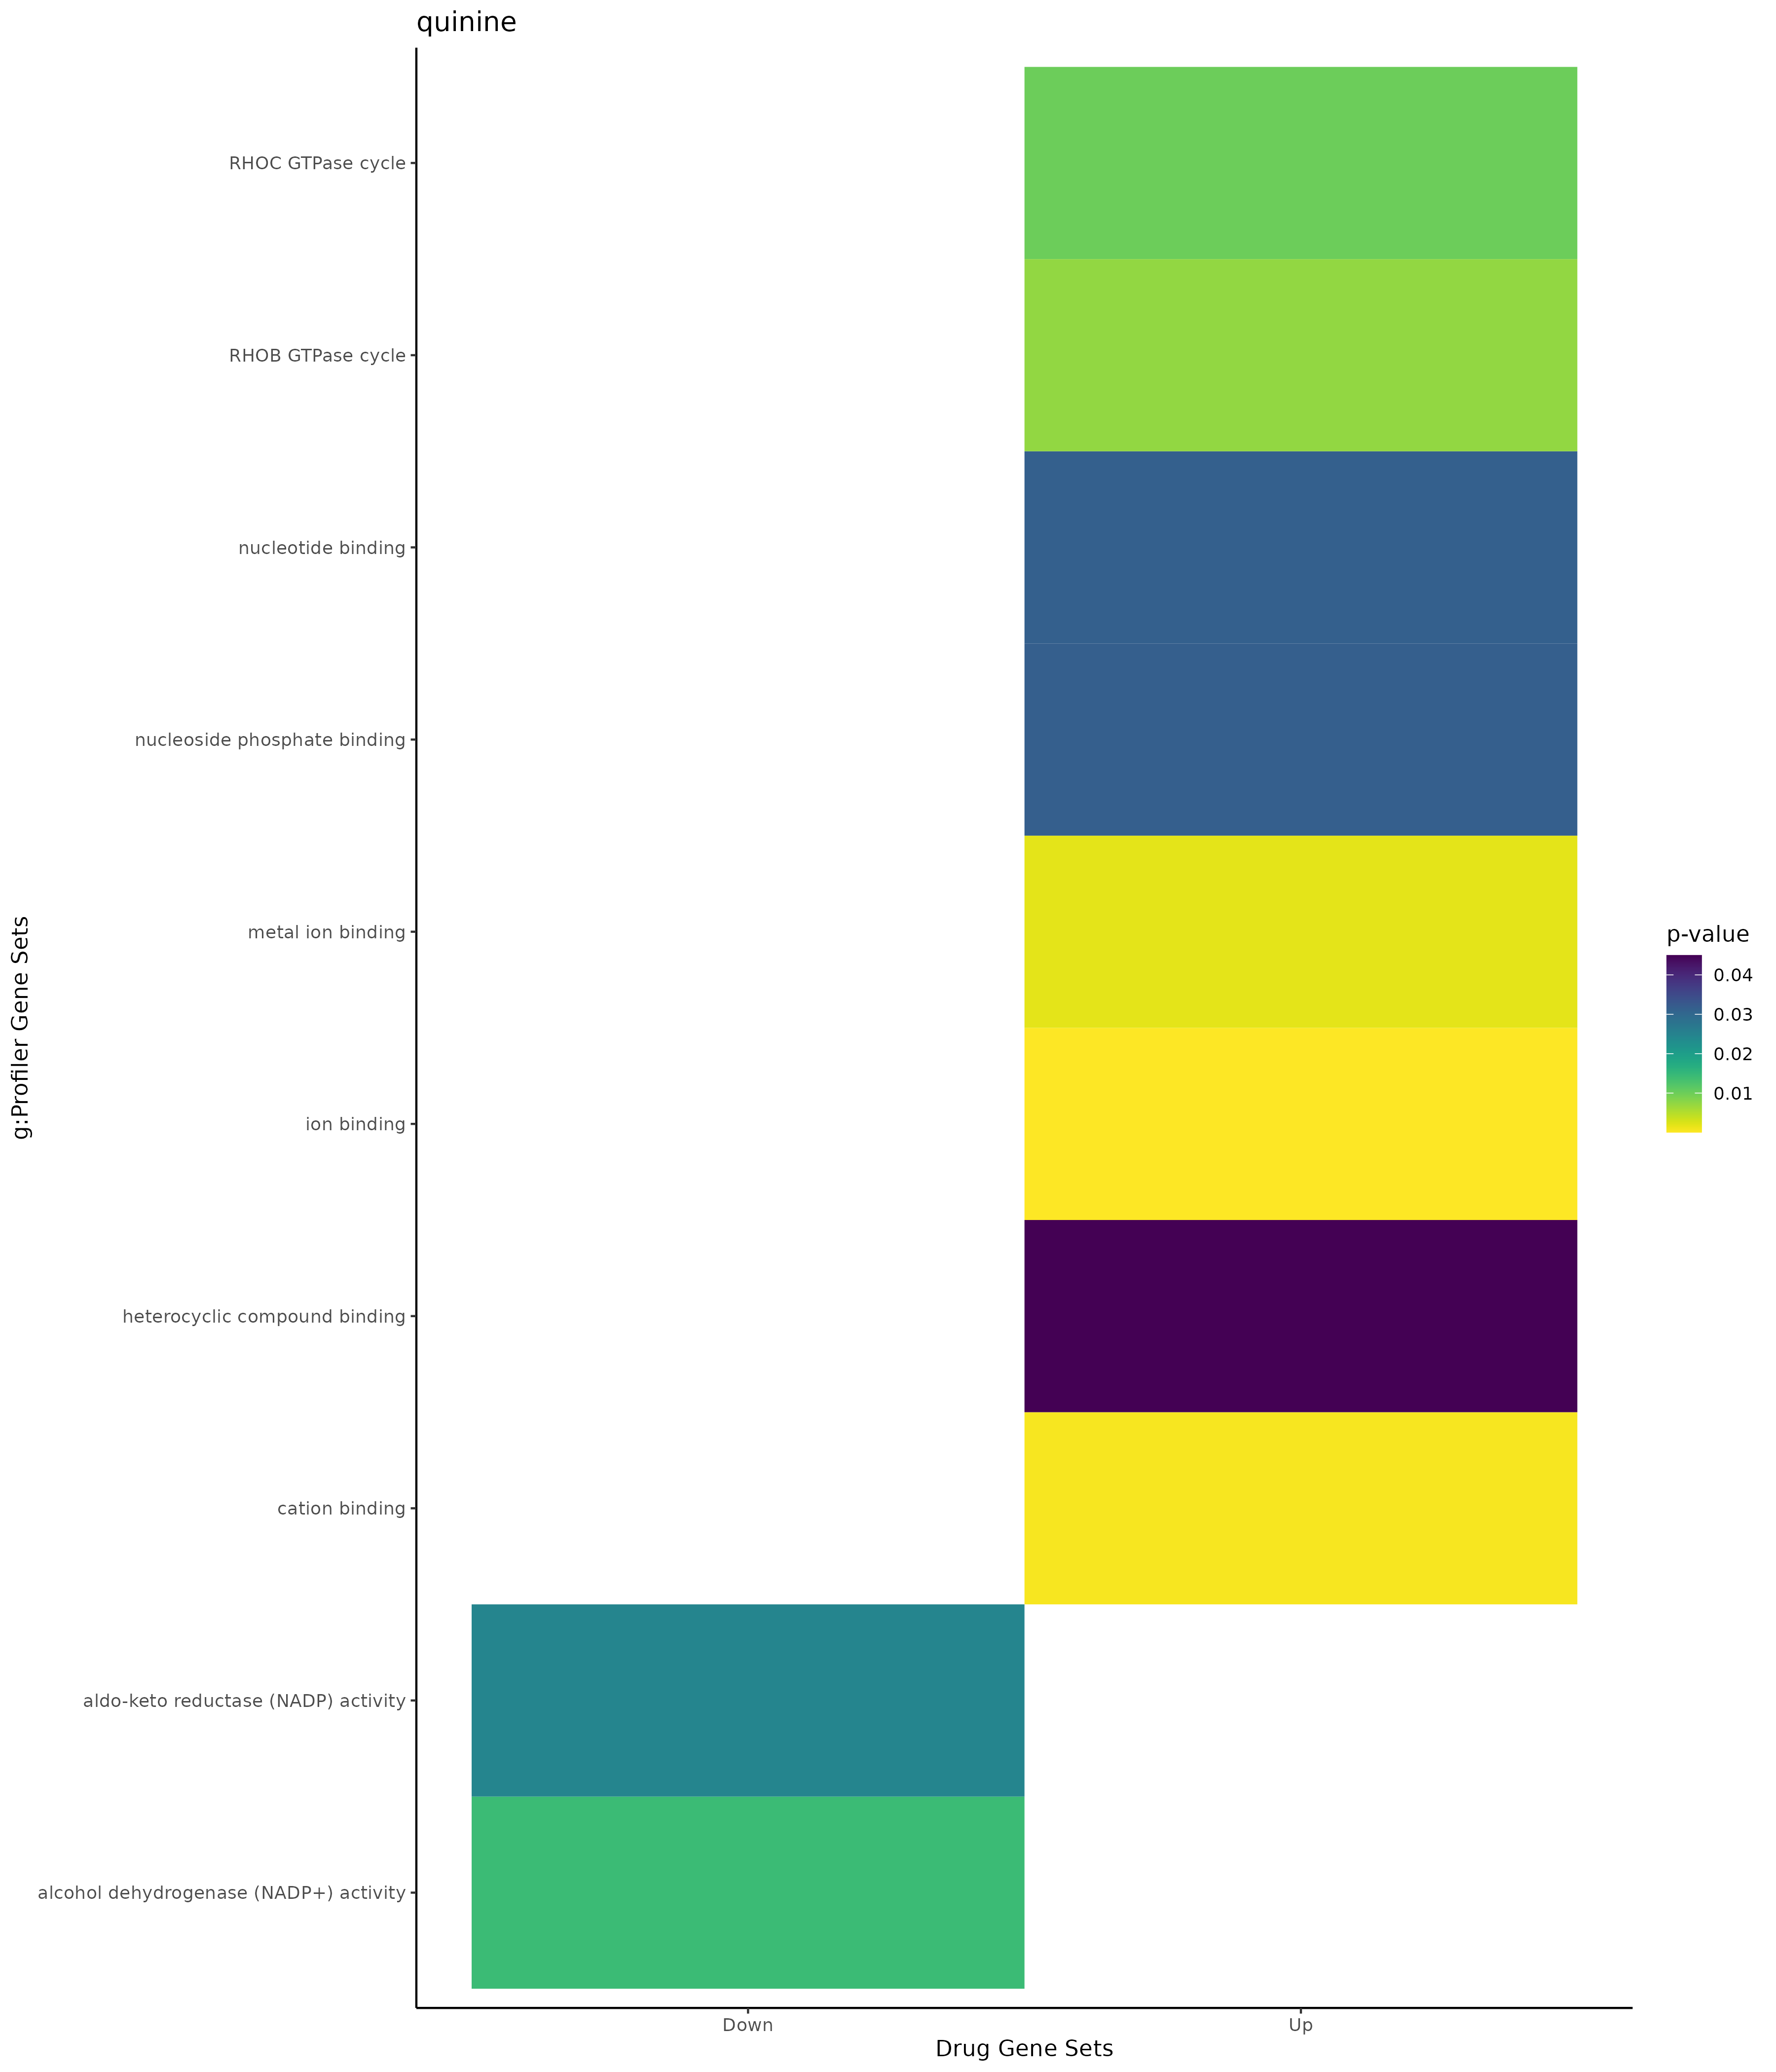 quinine
RHOC GTPase cycle
RHOB GTPase cycle
nucleotide binding
nucleoside phosphate binding
metal ion binding
ion binding
heterocyclic compound binding
cation binding
aldo-keto reductase (NADP) activity
alcohol dehydrogenase (NADP+) activity
g:Profiler Gene Sets
Down
Up
Drug Gene Sets
p-value
0.04
0.03
0.02
0.01